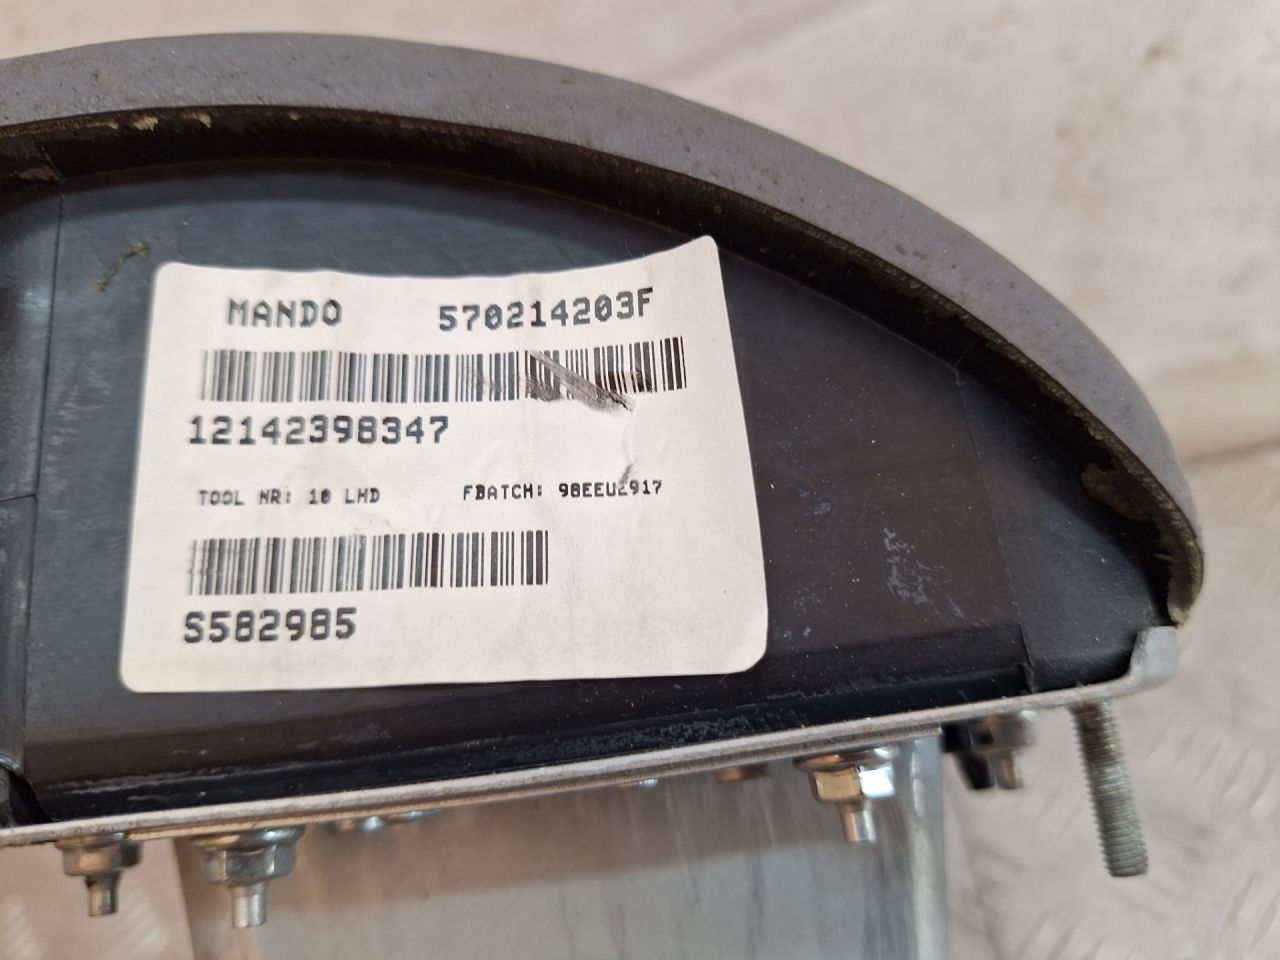 MANDO 570214203F
12142398347
TOOL NR: 10 LHD FBATCH: 98EEU2917
S582985